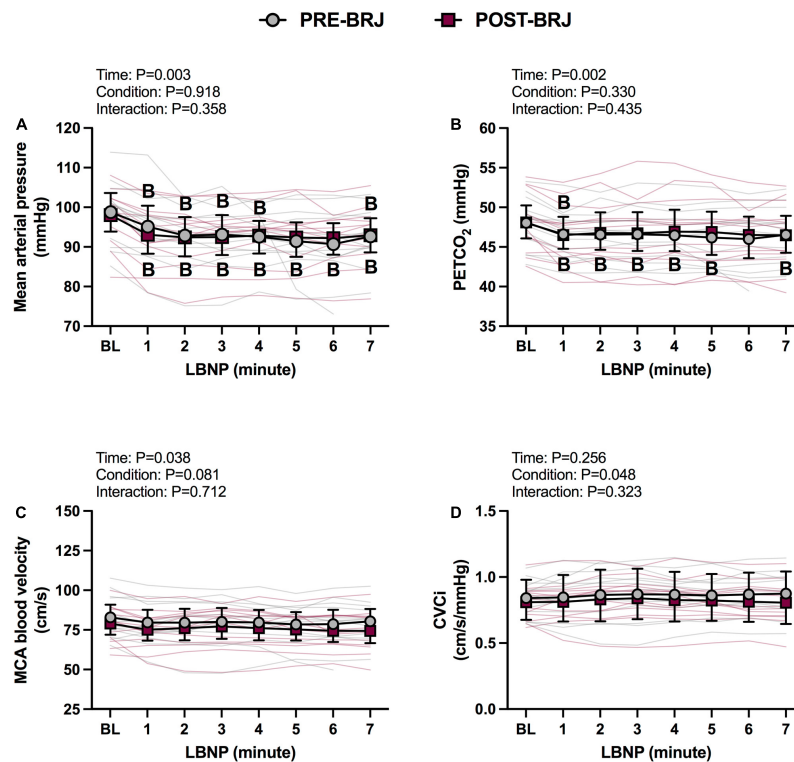 PRE-BRJ POST-BRJ
Time: P=0.003
Condition: P=0.918
Interaction: P=0.358
A
120
110
100
90
80
70
Mean arterial pressure
(mmHg)
B B B B B
B B B B B B B
BL 1 2 3 4 5 6 7
LBNP (minute)
Time: P=0.002
Condition: P=0.330
Interaction: P=0.435
B
60
55
50
45
40
35
PETCO2 (mmHg)
B
B B B B B B
BL 1 2 3 4 5 6 7
LBNP (minute)
Time: P=0.038
Condition: P=0.081
Interaction: P=0.712
C
150
125
100
75
50
25
MCA blood velocity
(cm/s)
BL 1 2 3 4 5 6 7
LBNP (minute)
Time: P=0.256
Condition: P=0.048
Interaction: P=0.323
D
1.5
1.0
0.5
0.0
CVCi
(cm/s/mmHg)
BL 1 2 3 4 5 6 7
LBNP (minute)